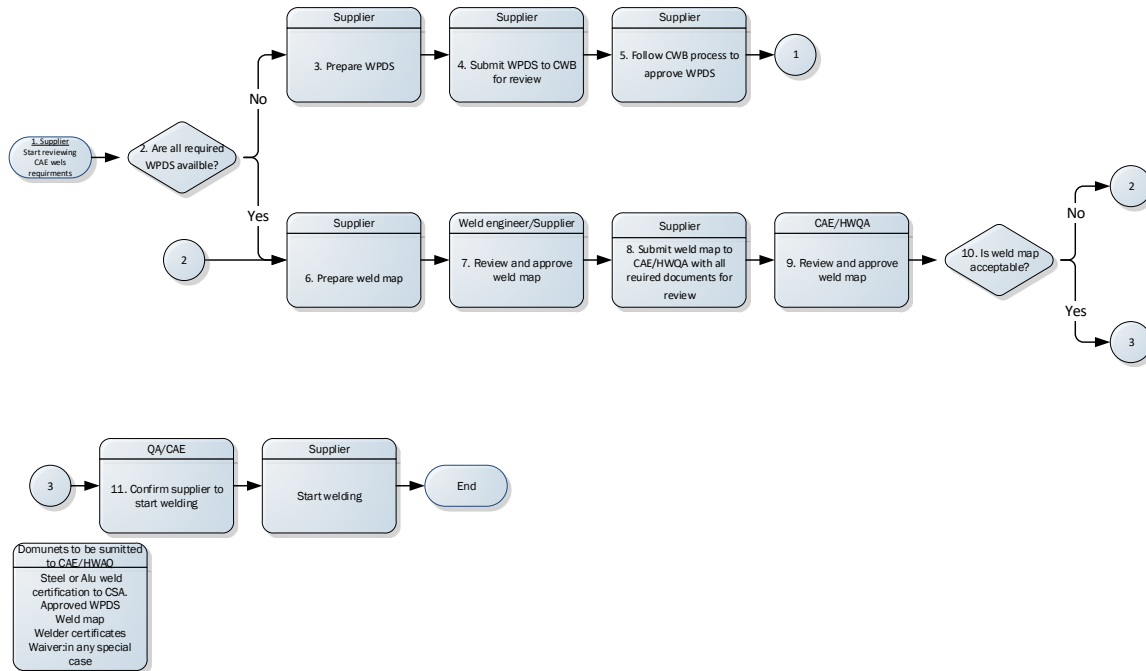 Supplier
3. Prepare WPDS
Supplier
4. Submit WPDS to CWB
for review
Supplier
5. Follow CWB process to
approve WPDS
1
No
1. Supplier
Start reviewing
CAE wels
requirments
2. Are all required
WPDS availble?
Yes
2
Supplier
6. Prepare weld map
Weld engineer/Supplier
7. Review and approve
weld map
Supplier
8. Submit weld map to
CAE/HWQA with all
reuired documents for
review
CAE/HWQA
9. Review and approve
weld map
10. Is weld map
acceptable?
No
2
Yes
3
3
QA/CAE
11. Confirm supplier to
start welding
Supplier
Start welding
End
Domunets to be sumitted
to CAE/HWAQ
Steel or Alu weld
certification to CSA.
Approved WPDS
Weld map
Welder certificates
Waiver:in any special
case